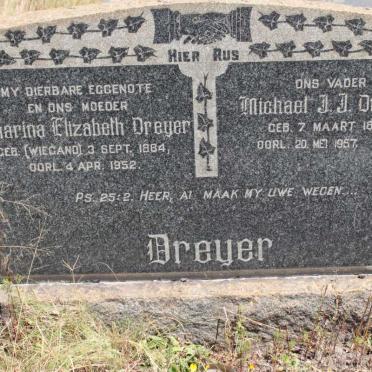 HIER RUS
MY DIERBARE EGGENOTE
EN ONS MOEDER
Elizabeth Dreyer
GEB. (WIEGAND) 3 SEPT. 1884,
OORL. 4 APR. 1952.
ONS VADER
Michael J. J.
GEB. 7 MAART
OORL. 20 MEI 1957.
PS. 25:2. HEER, AI MAAK MY UWE WEGEN...
Dreyer